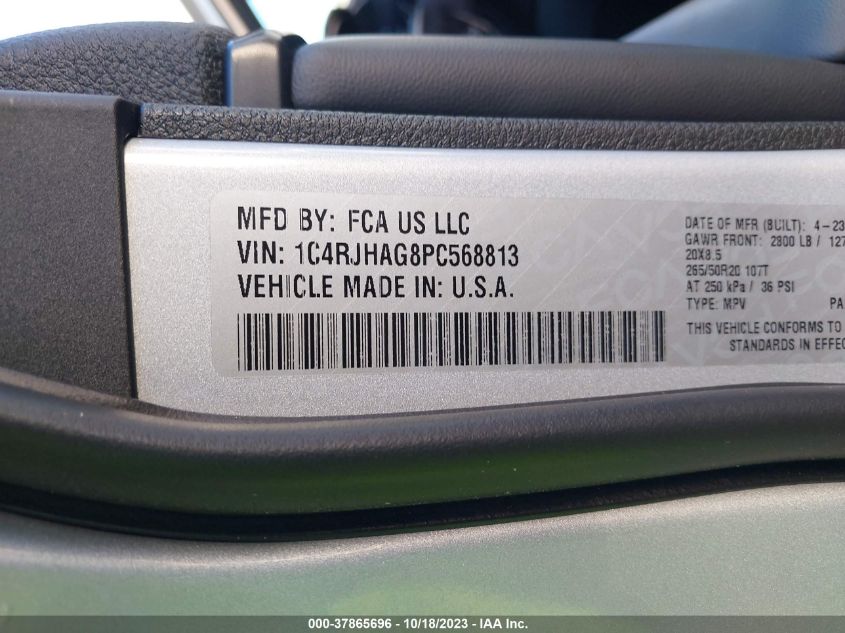 MFD BY: FCA US LLC
VIN: 1C4RJHAG8PC568813
VEHICLE MADE IN: U.S.A.
DATE OF MFR (BUILT): 4-23
GAWR FRONT: 2800 LB / 127
20X8.5
265/50R20 107T
AT 250 kPa / 36 PSI
TYPE: MPV PA
THIS VEHICLE CONFORMS TO
STANDARDS IN EFFEC
000-37865696 - 10/18/2023 - IAA Inc.